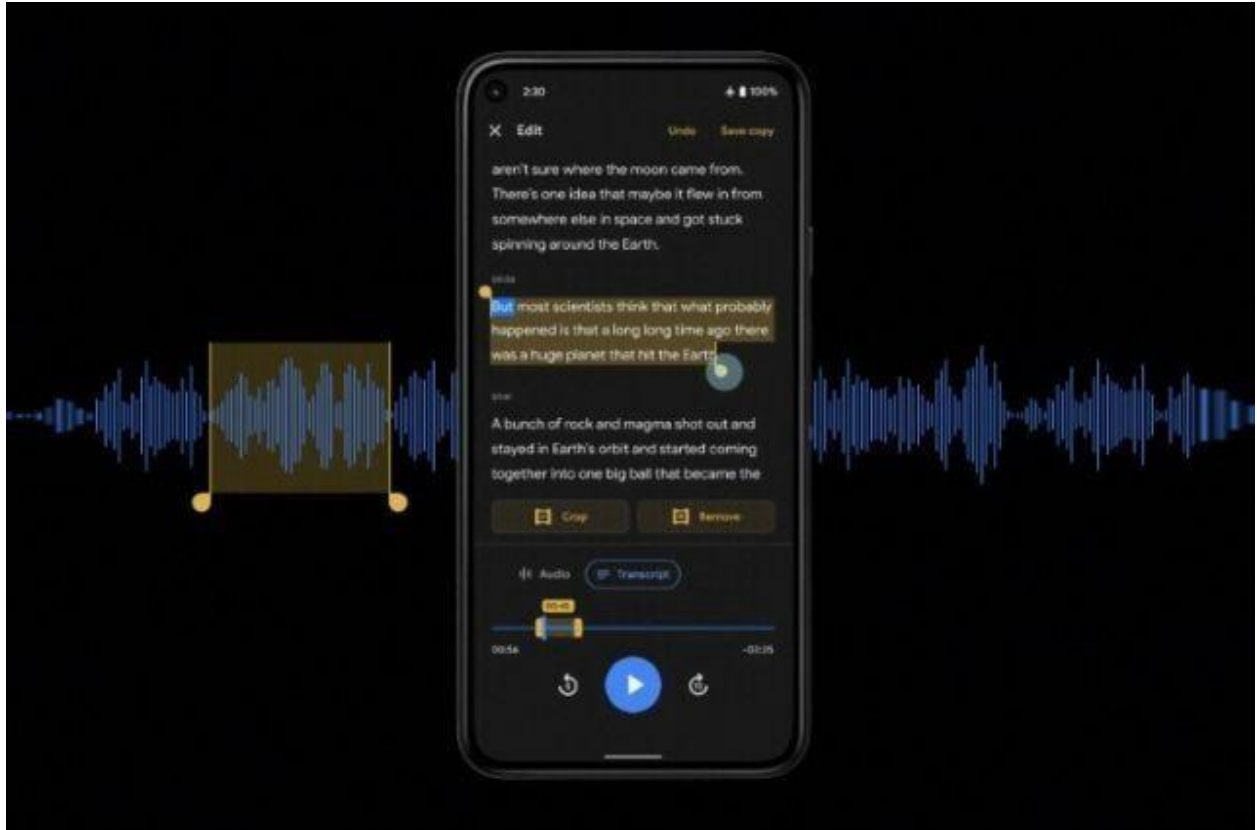 2:30
100%
Edit
Undo
Save copy
aren't sure where the moon came from.
There's one idea that maybe it flew in from
somewhere else in space and got stuck
spinning around the Earth.
But most scientists think that what probably
happened is that a long long time ago there
was a huge planet that hit the Earth
A bunch of rock and magma shot out and
stayed in Earth's orbit and started coming
together into one big ball that became the
Crop
Remove
Audio
Transcript
00:56
5
10